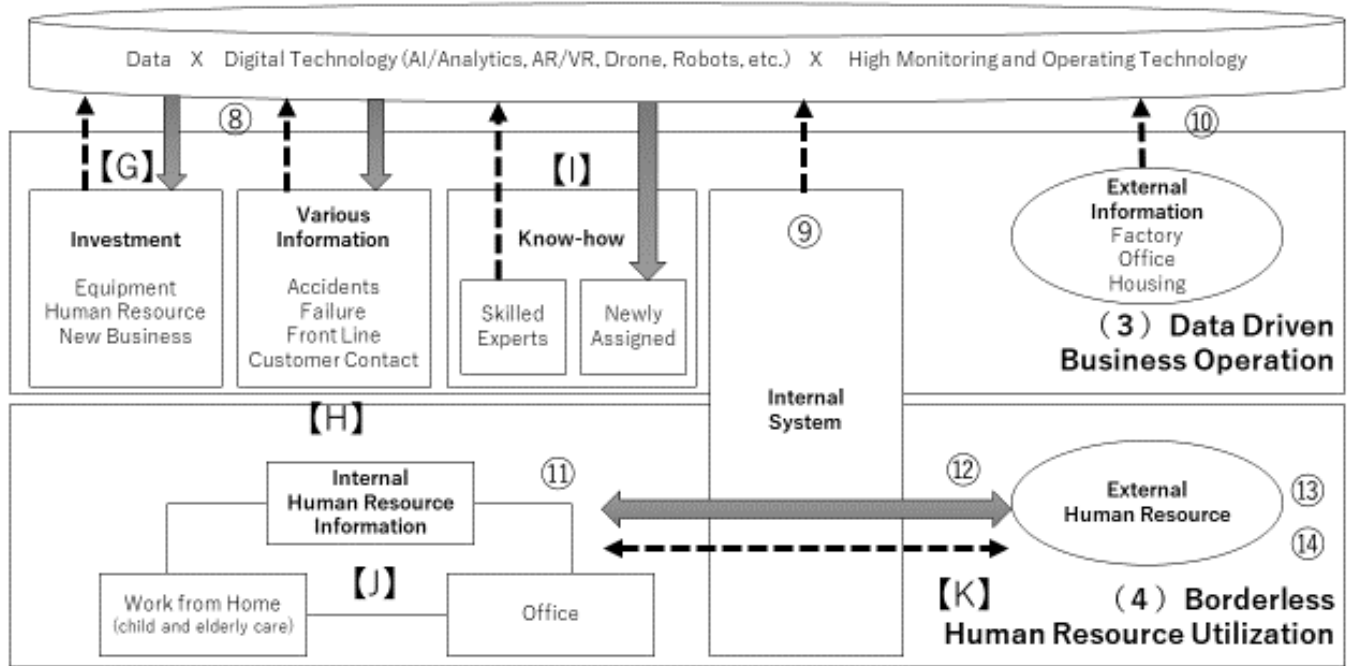 Data X Digital Technology (AI/Analytics, AR/VR, Drone, Robots, etc.) X High Monitoring and Operating Technology
⑧
⑩
【G】
【I】
Investment
Equipment
Human Resource
New Business
Various
Information
Accidents
Failure
Front Line
Customer Contact
Know-how
Skilled
Experts
Newly
Assigned
⑨
Internal
System
External
Information
Factory
Office
Housing
(3) Data Driven
Business Operation
【H】
Internal
Human Resource
Information
⑪
【J】
Work from Home
(child and elderly care)
Office
⑫
External
Human Resource
⑬
⑭
【K】
(4) Borderless
Human Resource Utilization